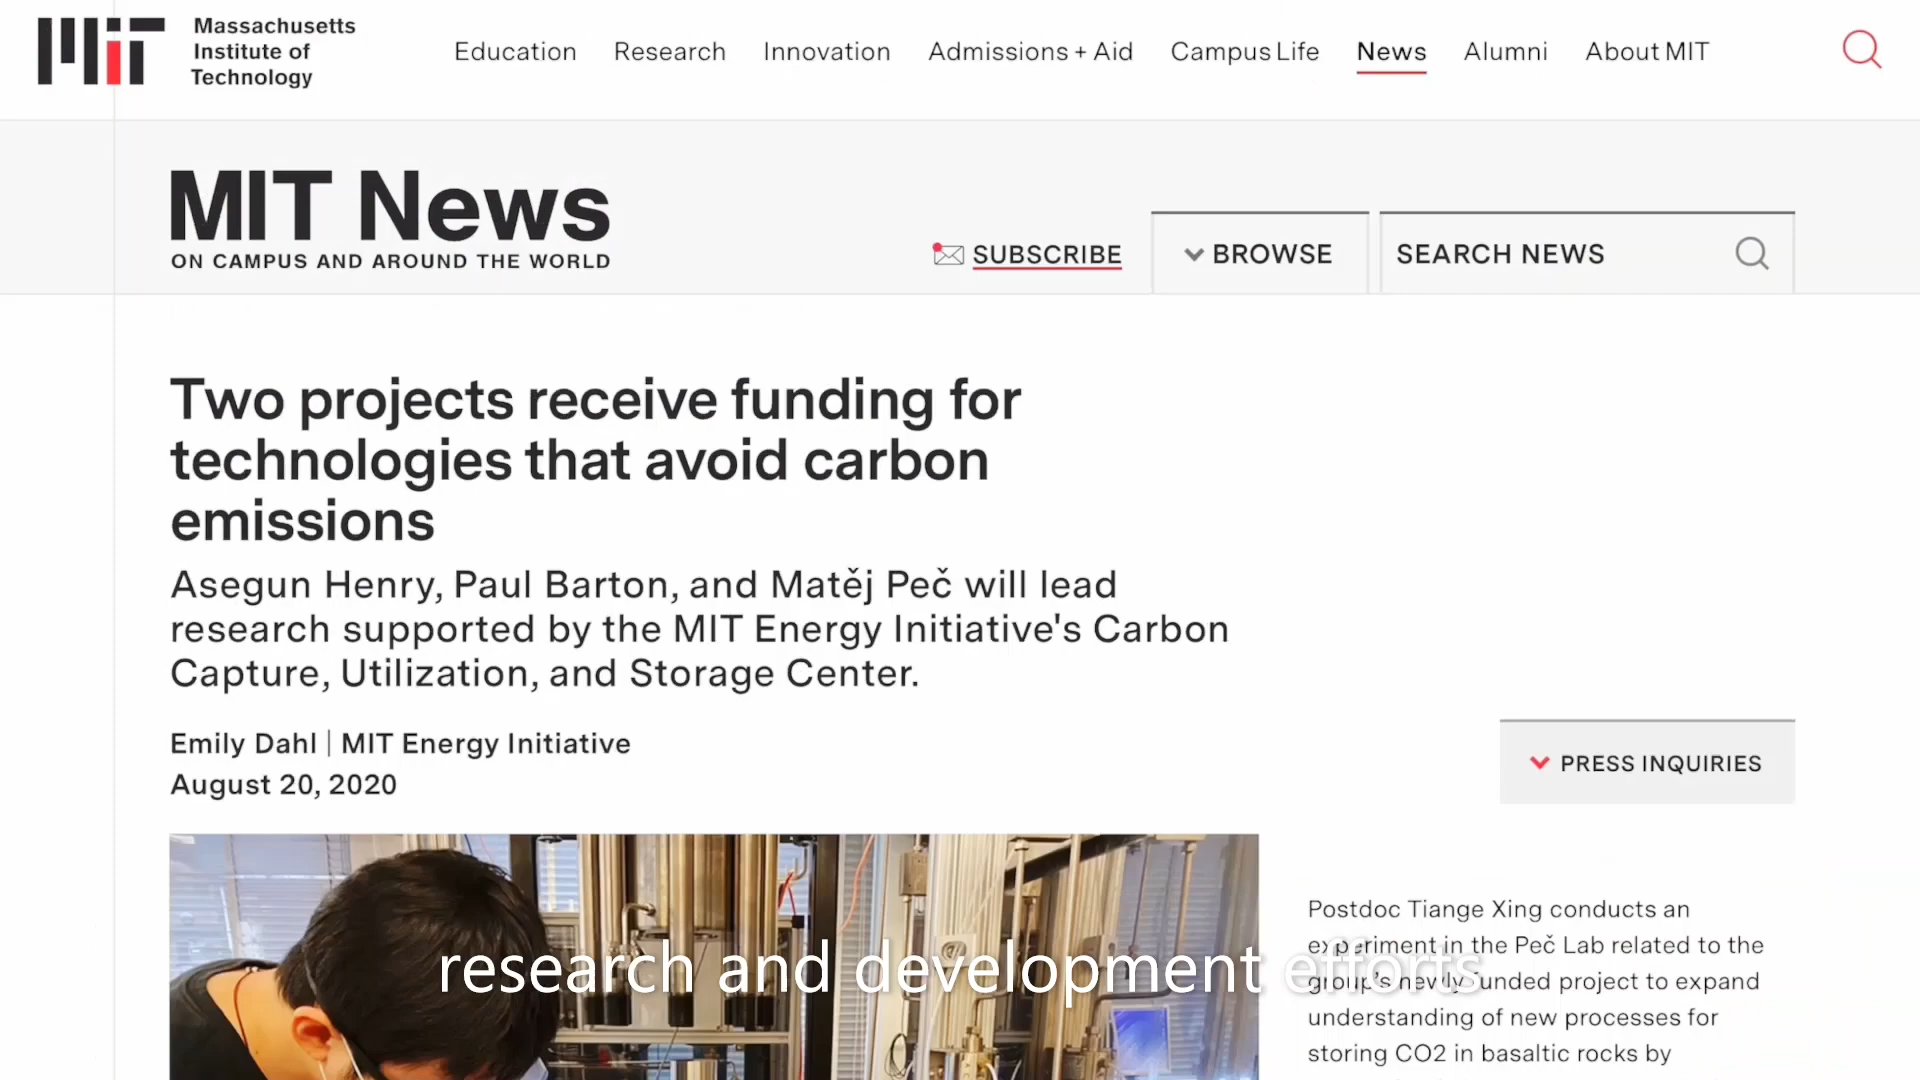 Massachusetts
Institute of
Technology
Education Research Innovation Admissions + Aid Campus Life News Alumni About MIT
MIT News
ON CAMPUS AND AROUND THE WORLD
SUBSCRIBE
BROWSE
SEARCH NEWS
Two projects receive funding for
technologies that avoid carbon
emissions
Asegun Henry, Paul Barton, and Matěj Peč will lead
research supported by the MIT Energy Initiative's Carbon
Capture, Utilization, and Storage Center.
Emily Dahl | MIT Energy Initiative
August 20, 2020
PRESS INQUIRIES
Postdoc Tiange Xing conducts an
experiment in the Peč Lab related to the
group's newly funded project to expand
understanding of new processes for
storing CO2 in basaltic rocks by
research and development efforts